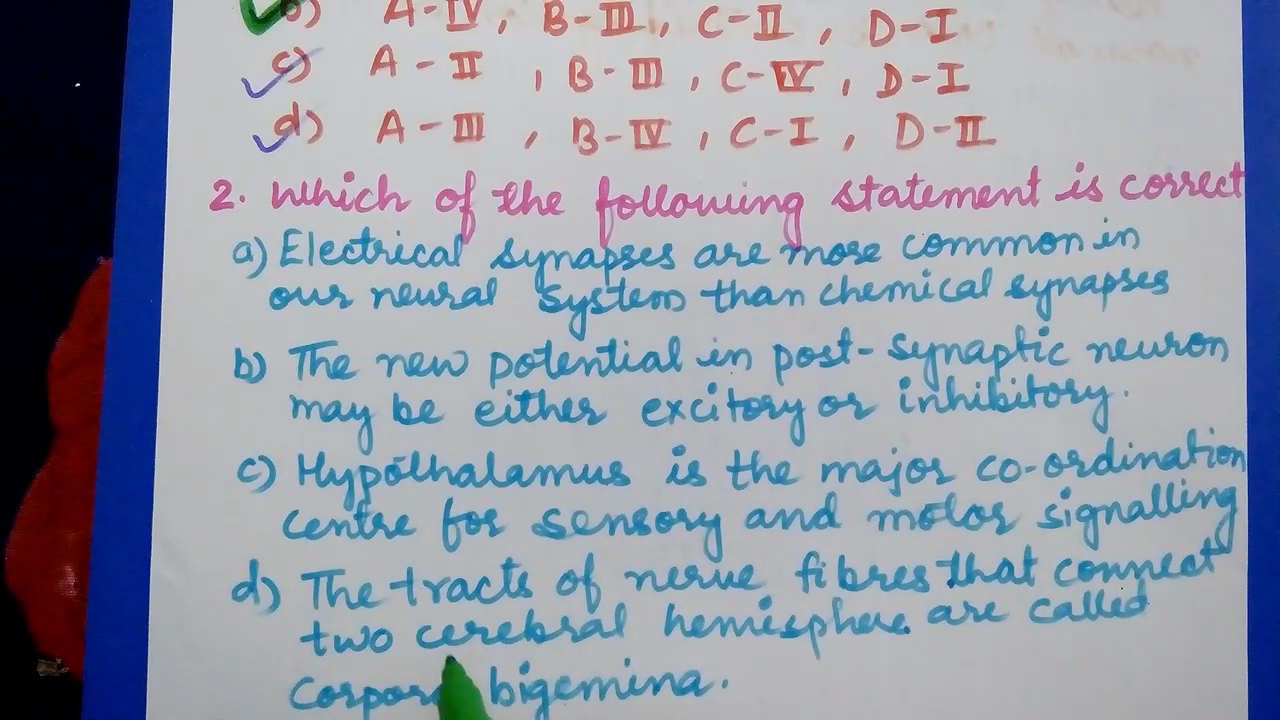 b) A-IV, B-III, C-II, D-I
c) A-II, B-III, C-IV, D-I
d) A-III, B-IV, C-I, D-II
2. Which of the following statement is correct
a) Electrical synapses are more common in
our neural system than chemical synapses
b) The new potential in post-synaptic neuron
may be either excitory or inhibitory.
c) Hypothalamus is the major co-ordination
centre for sensory and motor signalling
d) The tracts of nerve fibres that connect
two cerebral hemisphere are called
Corpora bigemina.